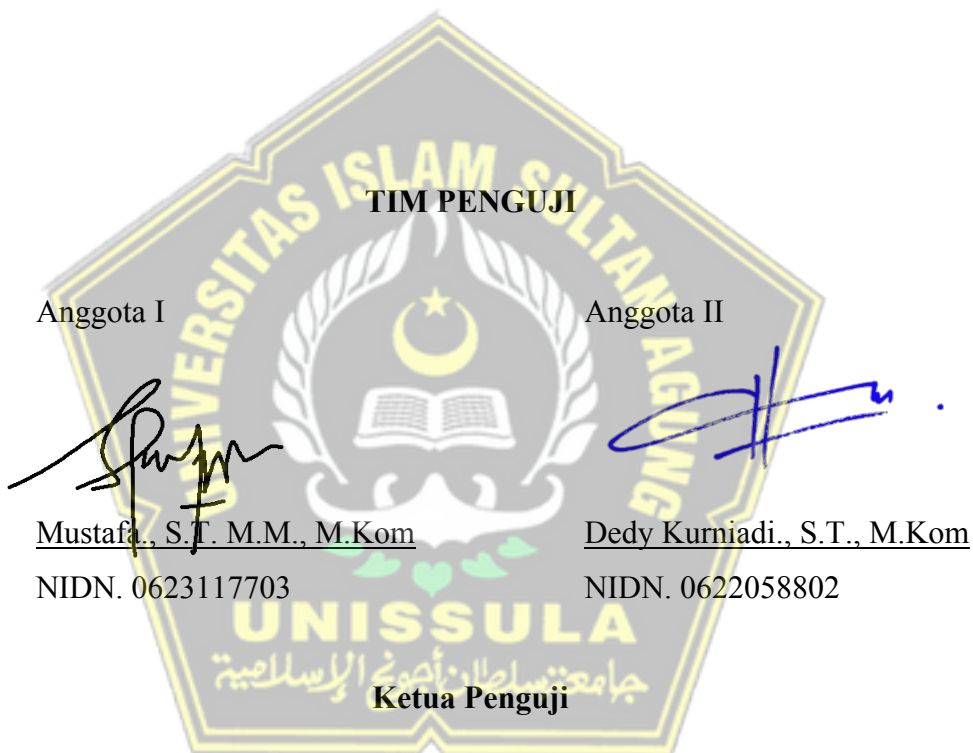 UNIVERSITAS ISLAM SULTAN AGUNG
TIM PENGUJI
Anggota I Anggota II
Mustafa., S.T. M.M., M.Kom Dedy Kurniadi., S.T., M.Kom
NIDN. 0623117703 NIDN. 0622058802
UNISSULA
جامعة سلطان أجونج الإسلامية
Ketua Penguji